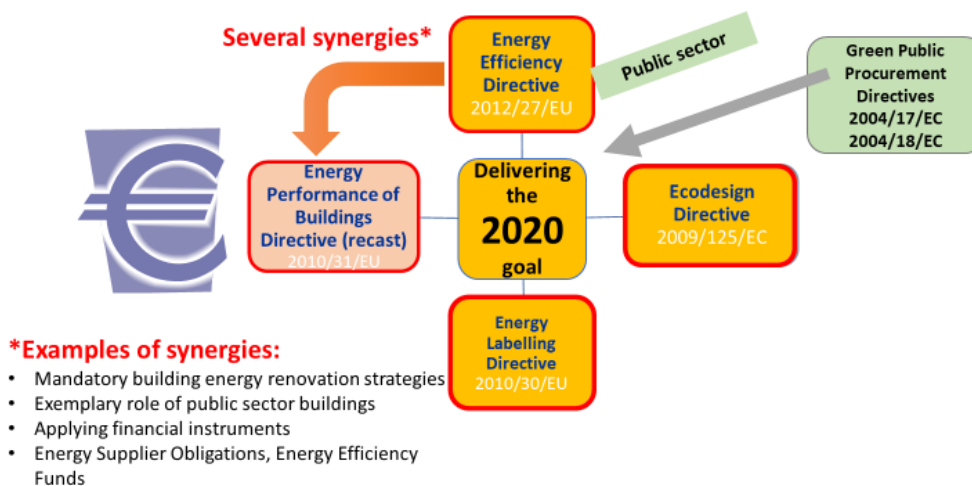 Several synergies*
Energy
Efficiency
Directive
2012/27/EU
Public sector
Green Public
Procurement
Directives
2004/17/EC
2004/18/EC
Energy
Performance of
Buildings
Directive (recast)
2010/31/EU
Delivering
the
2020
goal
Ecodesign
Directive
2009/125/EC
Energy
Labelling
Directive
2010/30/EU
*Examples of synergies:
• Mandatory building energy renovation strategies
• Exemplary role of public sector buildings
• Applying financial instruments
• Energy Supplier Obligations, Energy Efficiency
Funds